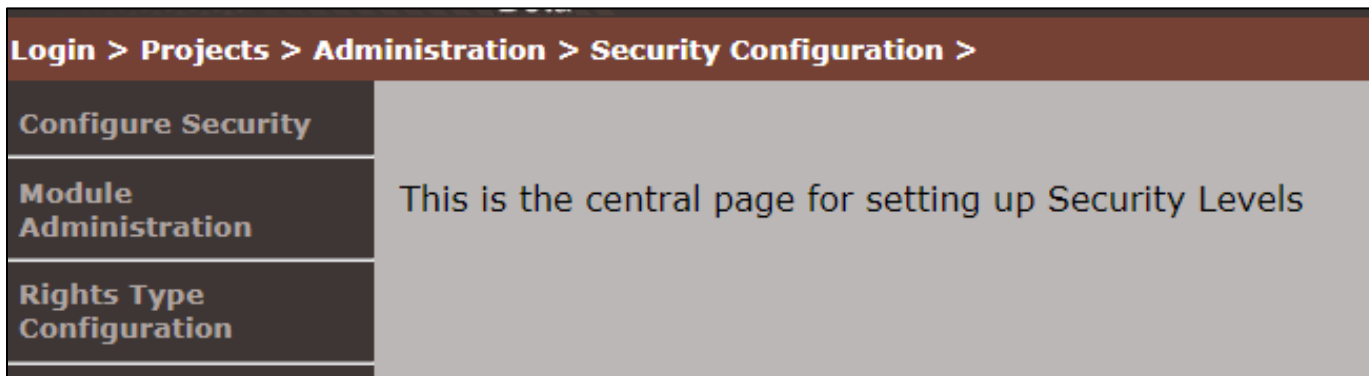 Login > Projects > Administration > Security Configuration >
Configure Security
Module
Administration
This is the central page for setting up Security Levels
Rights Type
Configuration